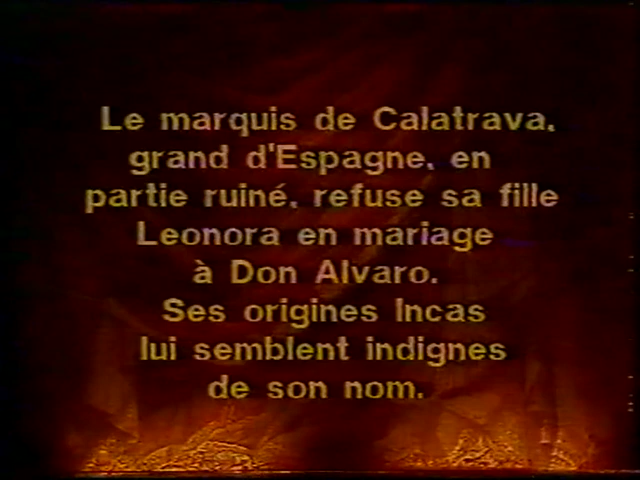 Le marquis de Calatrava,
grand d'Espagne, en
partie ruiné, refuse sa fille
Leonora en mariage
à Don Alvaro.
Ses origines Incas
lui semblent indignes
de son nom.